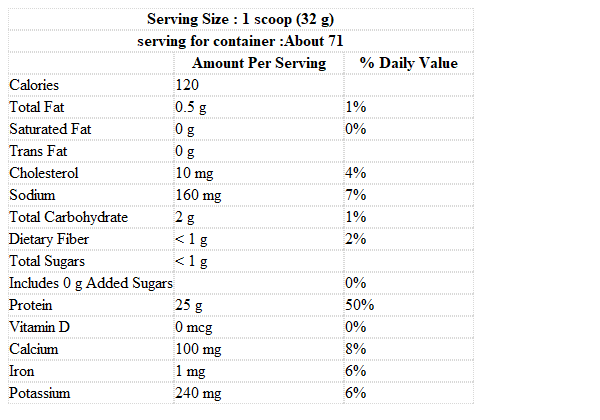 Serving Size : 1 scoop (32 g)
serving for container :About 71
Amount Per Serving % Daily Value
Calories 120
Total Fat 0.5 g 1%
Saturated Fat 0 g 0%
Trans Fat 0 g
Cholesterol 10 mg 4%
Sodium 160 mg 7%
Total Carbohydrate 2 g 1%
Dietary Fiber < 1 g 2%
Total Sugars < 1 g
Includes 0 g Added Sugars 0%
Protein 25 g 50%
Vitamin D 0 mcg 0%
Calcium 100 mg 8%
Iron 1 mg 6%
Potassium 240 mg 6%